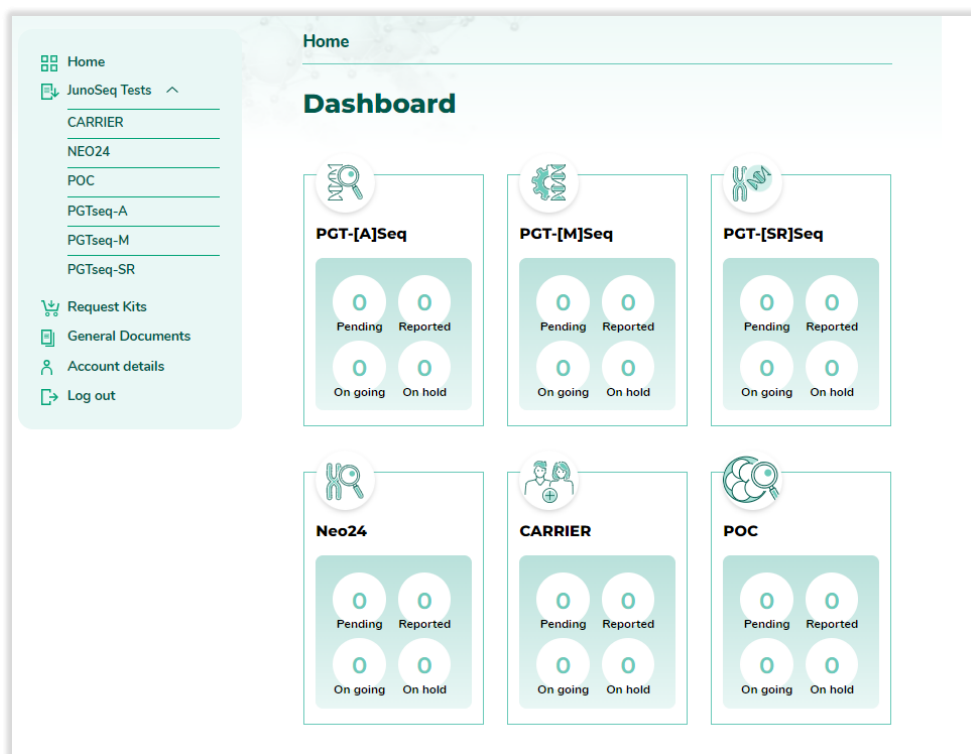 Home
JunoSeq Tests
CARRIER
NEO24
POC
PGTseq-A
PGTseq-M
PGTseq-SR
Request Kits
General Documents
Account details
Log out
Home
Dashboard
PGT-[A]Seq
0 0
Pending Reported
0 0
On going On hold
PGT-[M]Seq
0 0
Pending Reported
0 0
On going On hold
PGT-[SR]Seq
0 0
Pending Reported
0 0
On going On hold
Neo24
0 0
Pending Reported
0 0
On going On hold
CARRIER
0 0
Pending Reported
0 0
On going On hold
POC
0 0
Pending Reported
0 0
On going On hold